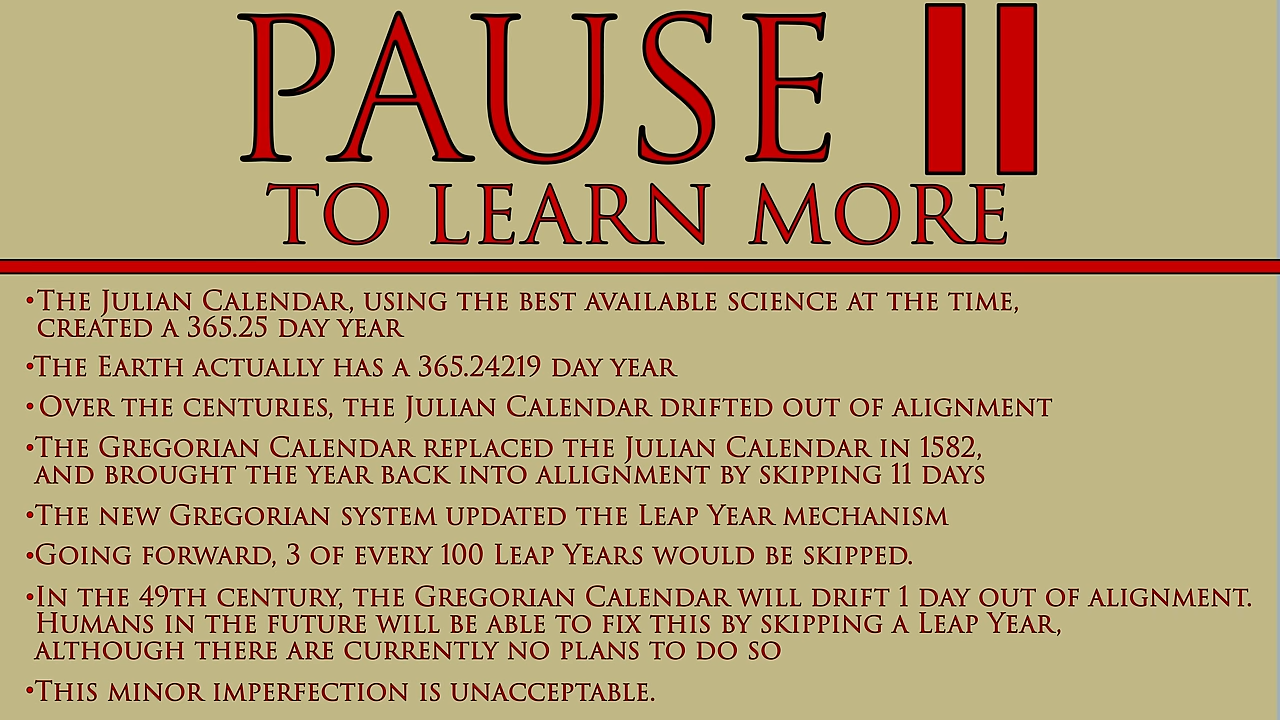 PAUSE
TO LEARN MORE
•The Julian Calendar, using the best available science at the time,
created a 365.25 day year
•The Earth actually has a 365.24219 day year
•Over the centuries, the Julian Calendar drifted out of alignment
•The Gregorian Calendar replaced the Julian Calendar in 1582,
and brought the year back into allignment by skipping 11 days
•The new Gregorian system updated the Leap Year mechanism
•Going forward, 3 of every 100 Leap Years would be skipped.
•In the 49th century, the Gregorian Calendar will drift 1 day out of alignment.
Humans in the future will be able to fix this by skipping a Leap Year,
although there are currently no plans to do so
•This minor imperfection is unacceptable.